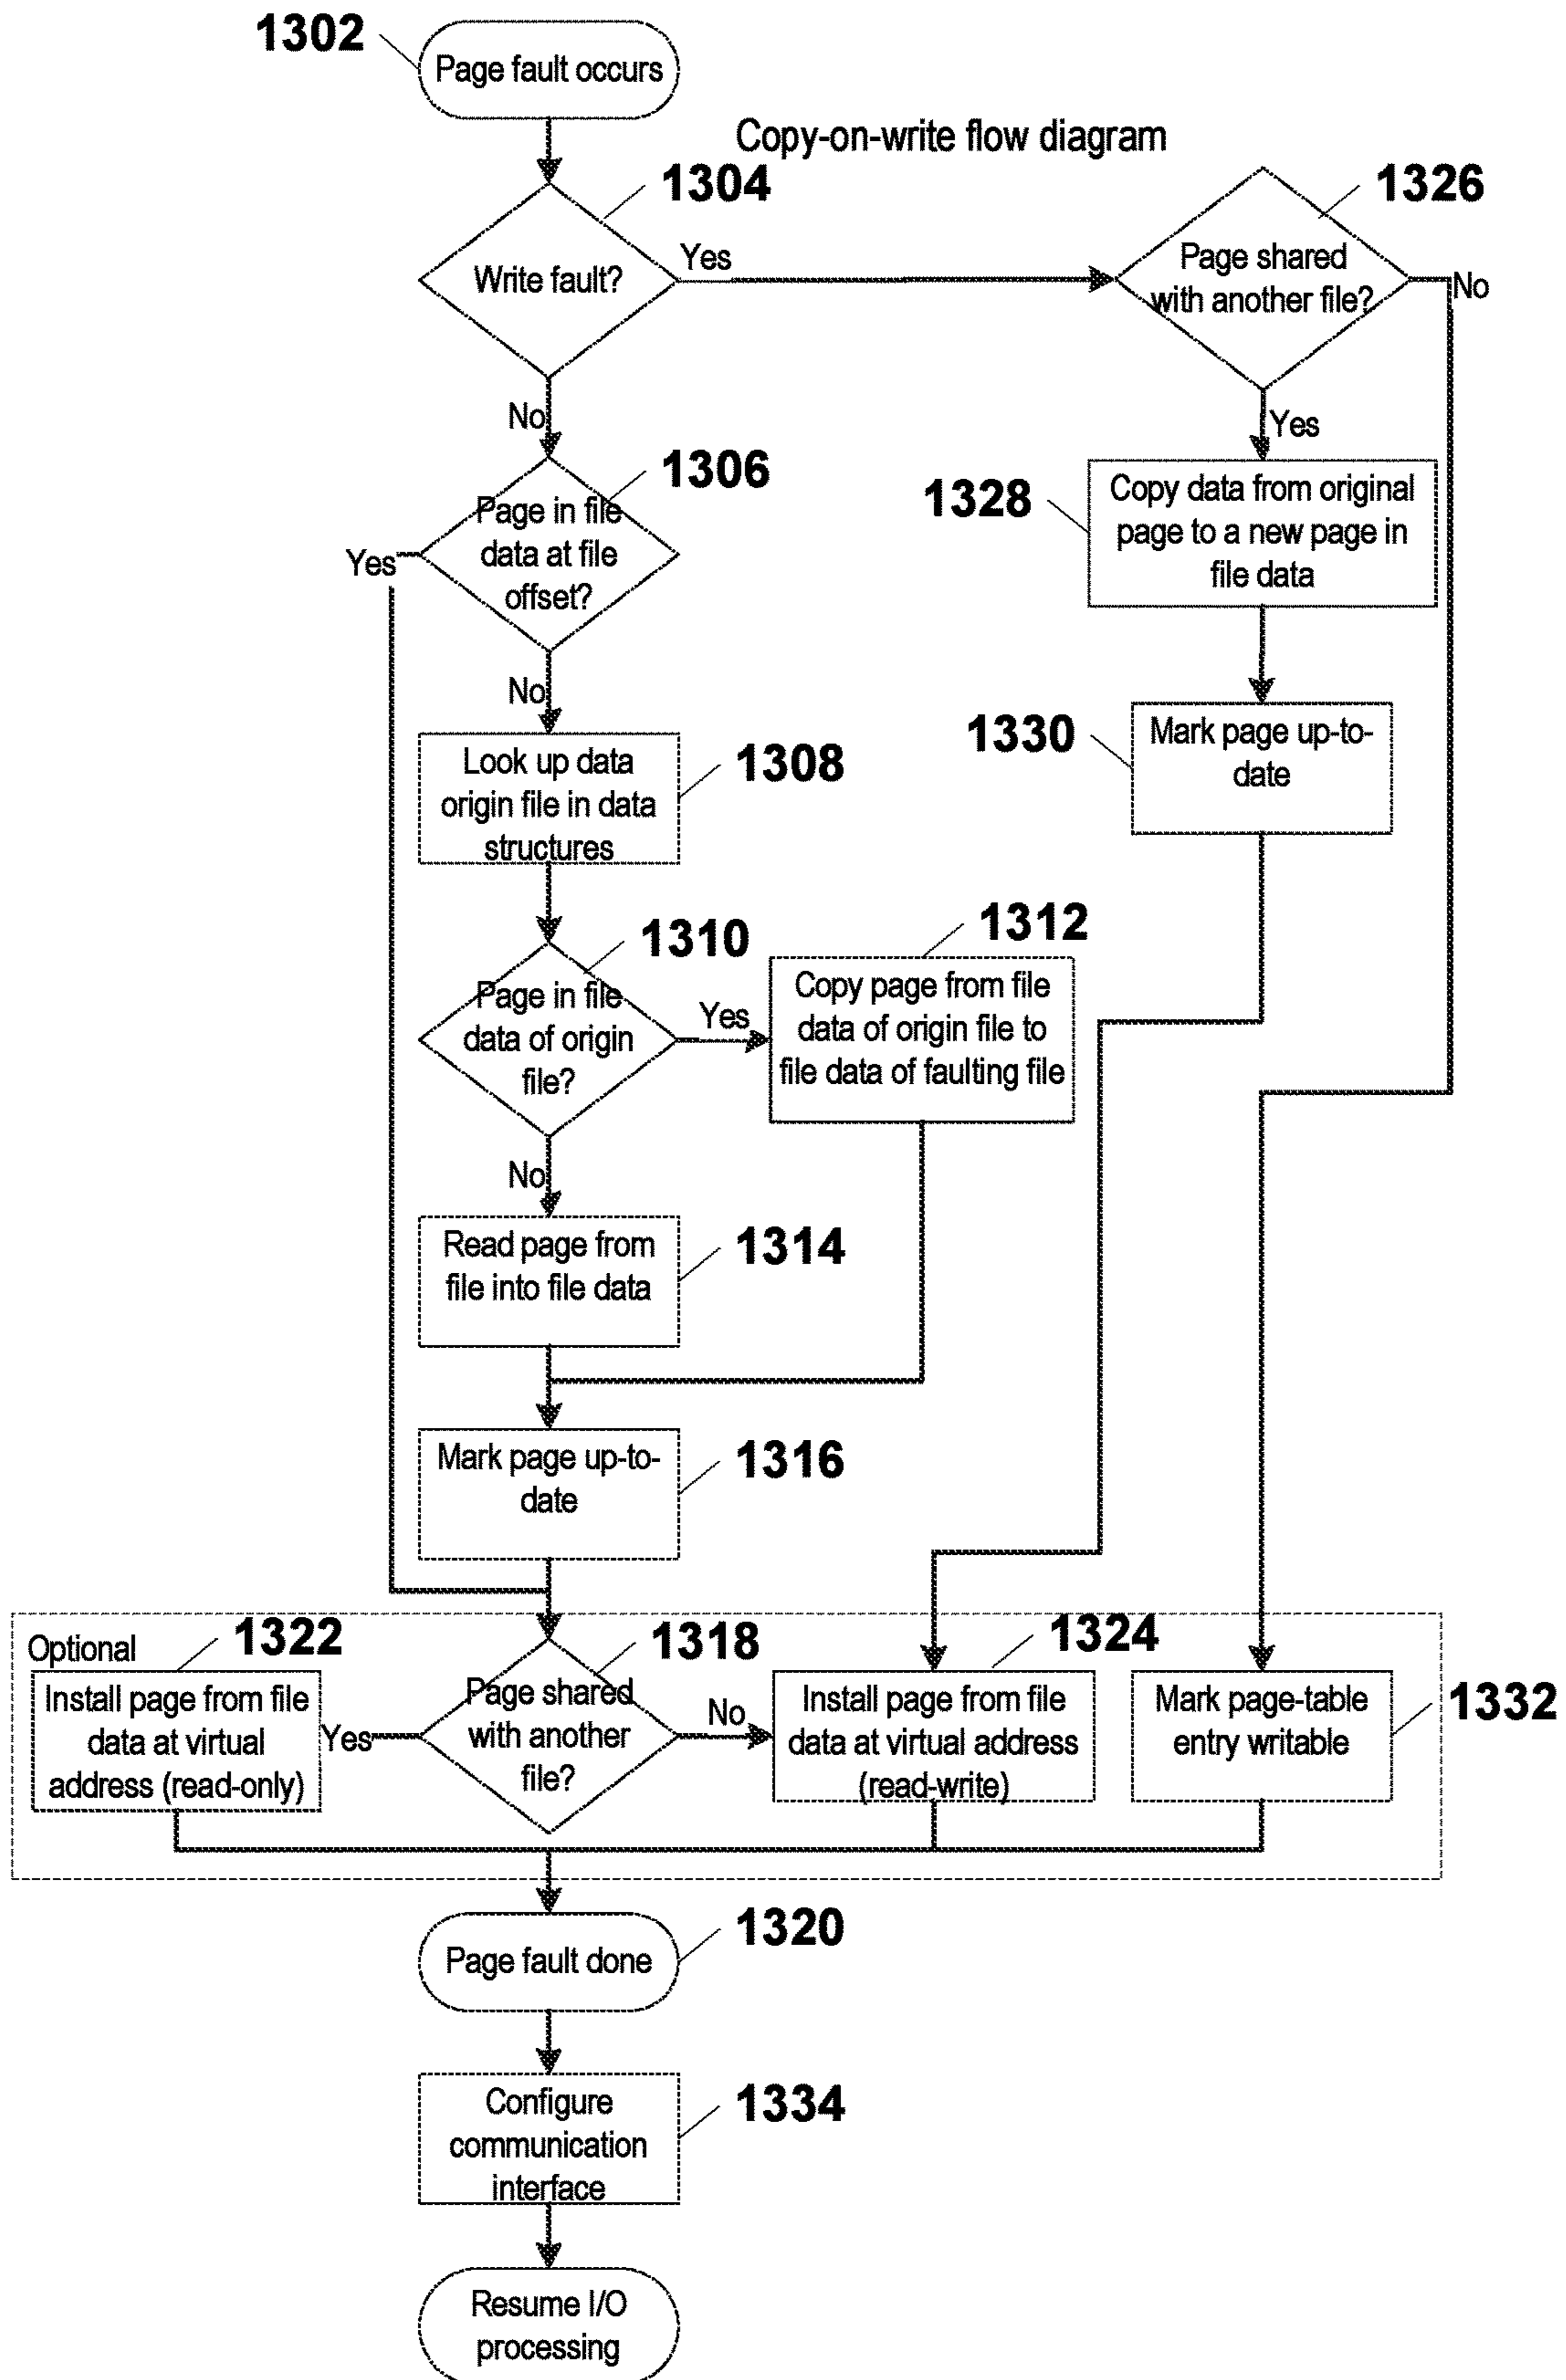 1302
Page fault occurs
Copy-on-write flow diagram
1304
1326
Write fault?
Yes
Page shared
with another file?
No
No
Yes
1306
Page in file
data at file
offset?
Yes
1328
Copy data from original
page to a new page in
file data
No
1308
Look up data
origin file in data
structures
1330
Mark page up-to-
date
1310
Page in file
data of origin
file?
Yes
1312
Copy page from file
data of origin file to
file data of faulting file
No
1314
Read page from
file into file data
1316
Mark page up-to-
date
Optional
1322
Install page from file
data at virtual
address (read-only)
Yes
1318
Page shared
with another
file?
No
1324
Install page from file
data at virtual address
(read-write)
1332
Mark page-table
entry writable
1320
Page fault done
1334
Configure
communication
interface
Resume I/O
processing